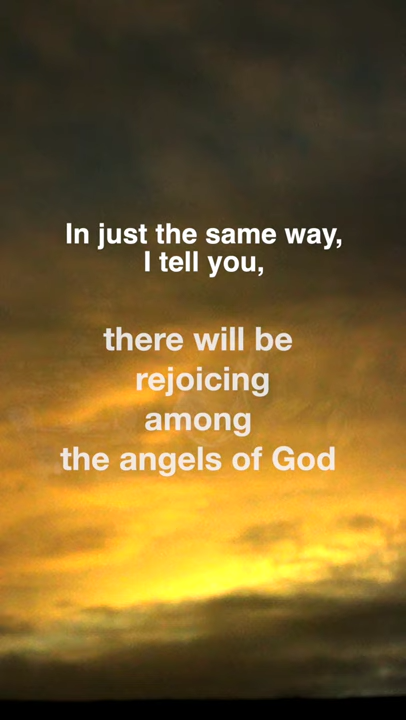 In just the same way,
I tell you,
there will be
rejoicing
among
the angels of God